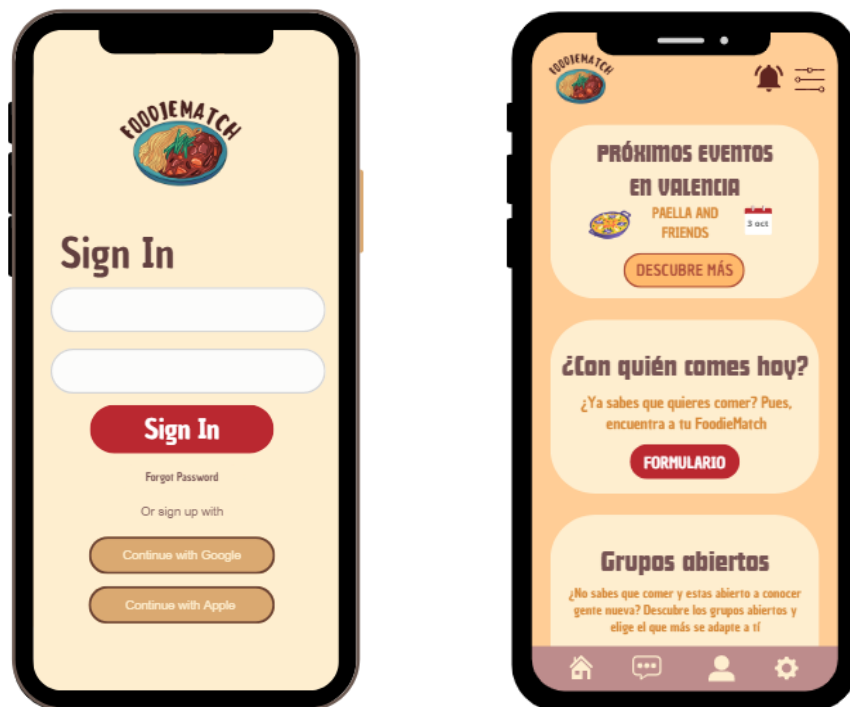 FOODIEMATCH
Sign In
Sign In
Forgot Password
Or sign up with
Continue with Google
Continue with Apple
FOODIEMATCH
PRÓXIMOS EVENTOS
EN VALENCIA
PAELLA AND
FRIENDS
3 oct
DESCUBRE MÁS
¿Con quién comes hoy?
¿Ya sabes que quieres comer? Pues,
encuentra a tu FoodieMatch
FORMULARIO
Grupos abiertos
¿No sabes que comer y estas abierto a conocer
gente nueva? Descubre los grupos abiertos y
elige el que más se adapte a tí